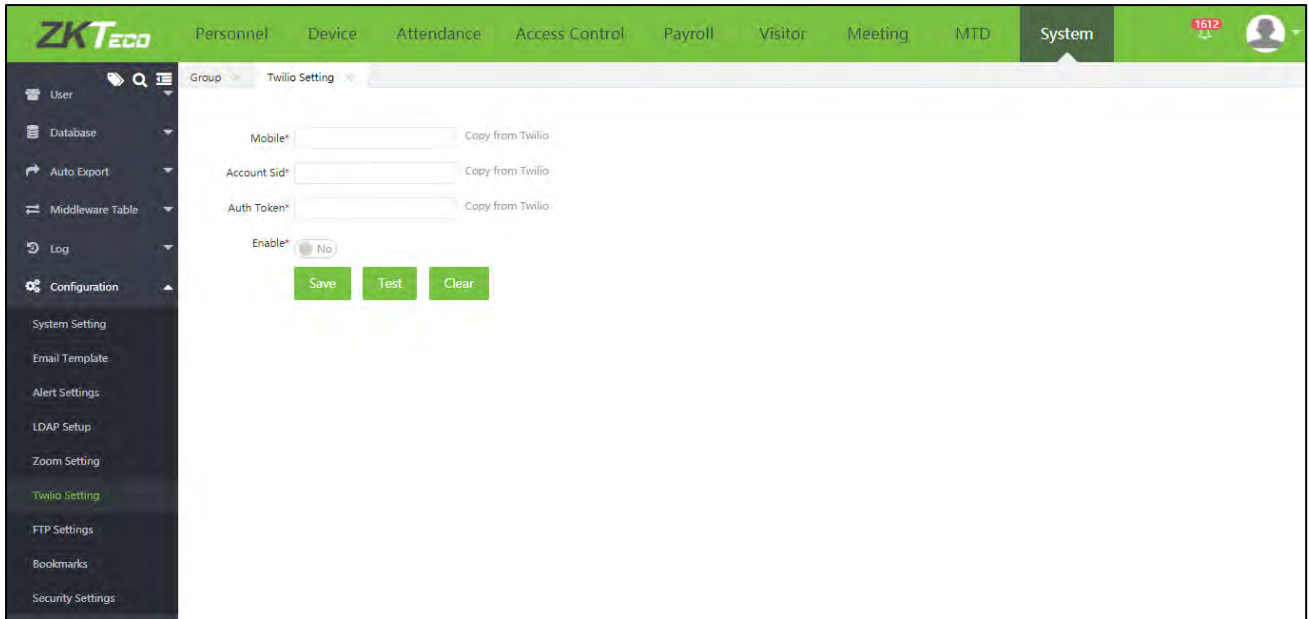 ZKTeco Personnel Device Attendance Access Control Payroll Visitor Meeting MTD System 1612
Group Twilio Setting
User
Database
Auto Export
Middleware Table
Log
Configuration
System Setting
Email Template
Alert Settings
LDAP Setup
Zoom Setting
Twilio Setting
FTP Settings
Bookmarks
Security Settings
Mobile* Copy from Twilio
Account Sid* Copy from Twilio
Auth Token* Copy from Twilio
Enable* No
Save Test Clear